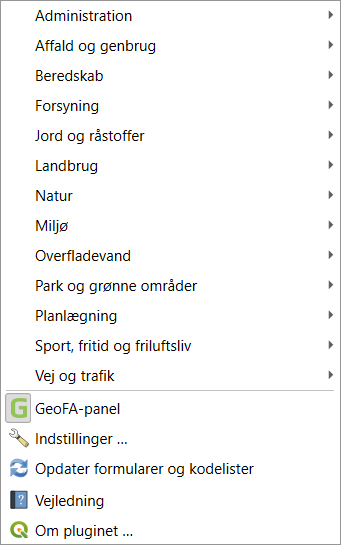 Administration
Affald og genbrug
Beredskab
Forsyning
Jord og råstoffer
Landbrug
Natur
Miljø
Overfladevand
Park og grønne områder
Planlægning
Sport, fritid og friluftsliv
Vej og trafik
GeoFA-panel
Indstillinger ...
Opdater formularer og kodelister
Vejledning
Om pluginet ...